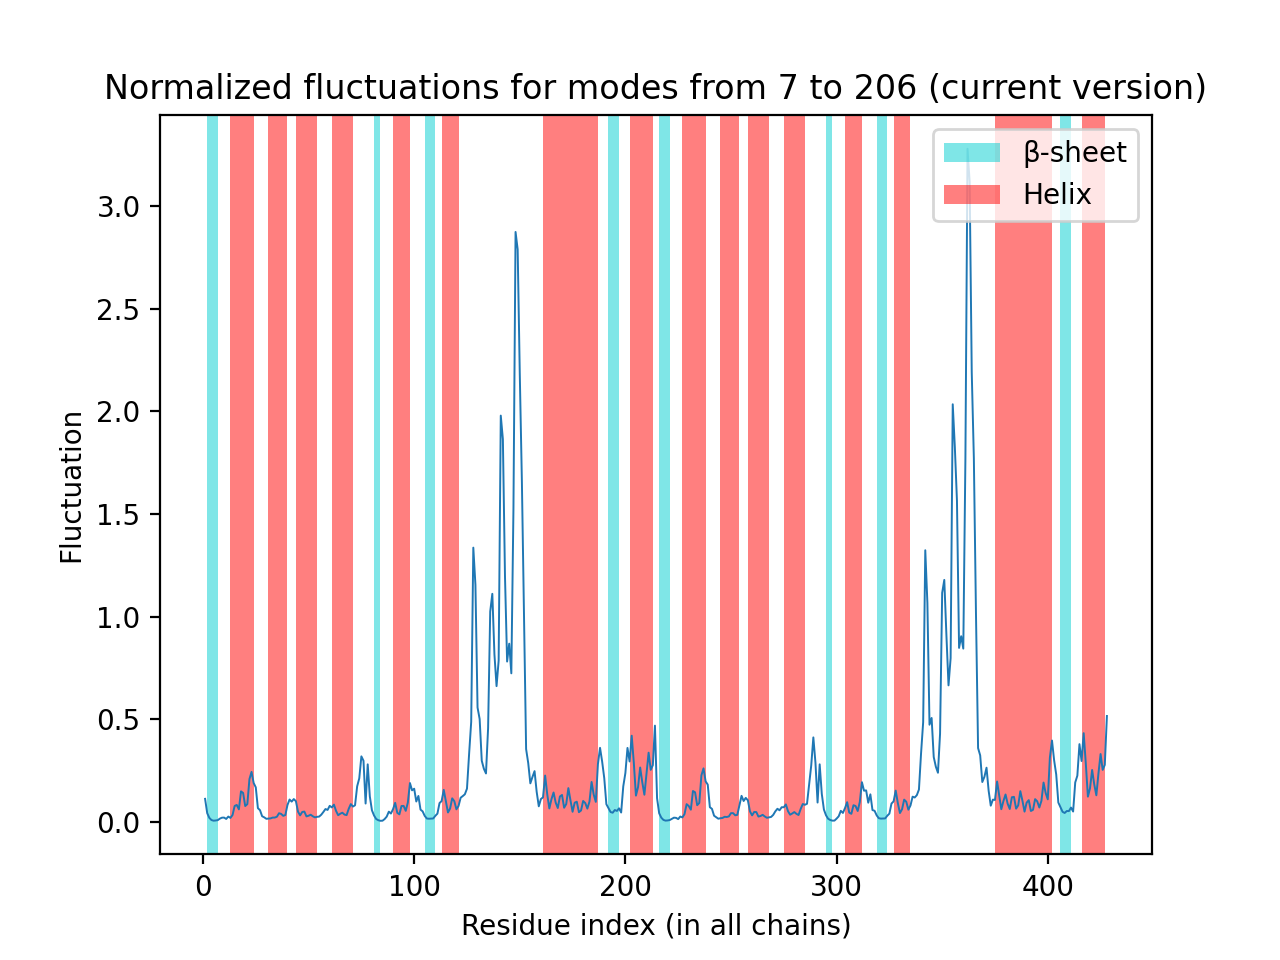 Normalized fluctuations for modes from 7 to 206 (current version)
β-sheet
Helix
3.0
2.5
2.0
1.5
1.0
0.5
0.0
Fluctuation
0 100 200 300 400
Residue index (in all chains)